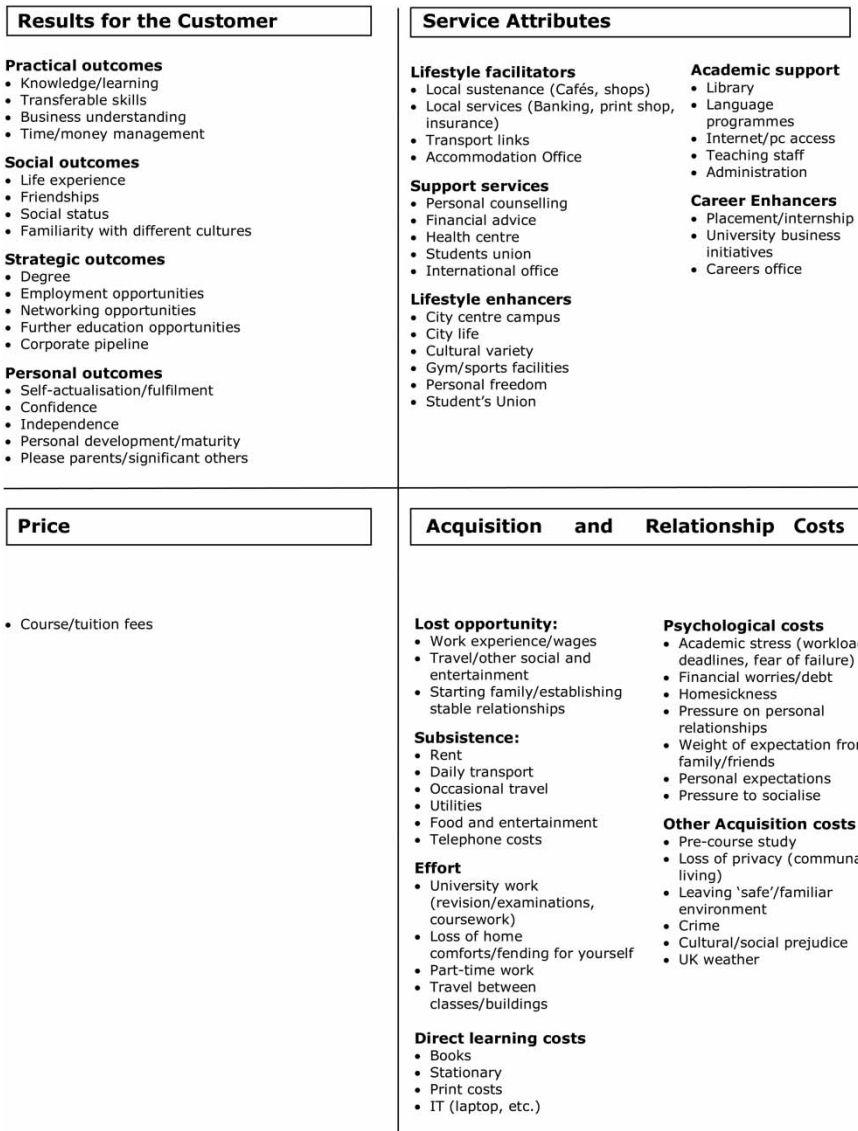 Results for the Customer
Practical outcomes
• Knowledge/learning
• Transferable skills
• Business understanding
• Time/money management
Social outcomes
• Life experience
• Friendships
• Social status
• Familiarity with different cultures
Strategic outcomes
• Degree
• Employment opportunities
• Networking opportunities
• Further education opportunities
• Corporate pipeline
Personal outcomes
• Self-actualisation/fulfilment
• Confidence
• Independence
• Personal development/maturity
• Please parents/significant others
Service Attributes
Lifestyle facilitators
• Local sustenance (Cafés, shops)
• Local services (Banking, print shop,
insurance)
• Transport links
• Accommodation Office
Support services
• Personal counselling
• Financial advice
• Health centre
• Students union
• International office
Lifestyle enhancers
• City centre campus
• City life
• Cultural variety
• Gym/sports facilities
• Personal freedom
• Student's Union
Academic support
• Library
• Language
programmes
• Internet/pc access
• Teaching staff
• Administration
Career Enhancers
• Placement/internship
• University business
initiatives
• Careers office
Price
• Course/tuition fees
Acquisition and Relationship Costs
Lost opportunity:
• Work experience/wages
• Travel/other social and
entertainment
• Starting family/establishing
stable relationships
Subsistence:
• Rent
• Daily transport
• Occasional travel
• Utilities
• Food and entertainment
• Telephone costs
Effort
• University work
(revision/examinations,
coursework)
• Loss of home
comforts/fending for yourself
• Part-time work
• Travel between
classes/buildings
Direct learning costs
• Books
• Stationary
• Print costs
• IT (laptop, etc.)
Psychological costs
• Academic stress
deadlines, fear of failure)
• Financial worries/debt
• Homesickness
• Pressure on personal
relationships
• Weight of expectation
family/friends
• Personal expectations
• Pressure to socialise
Other Acquisition costs
• Pre-course study
• Loss of privacy
living)
• Leaving ‘safe’/familiar
environment
• Crime
• Cultural/social prejudice
• UK weather